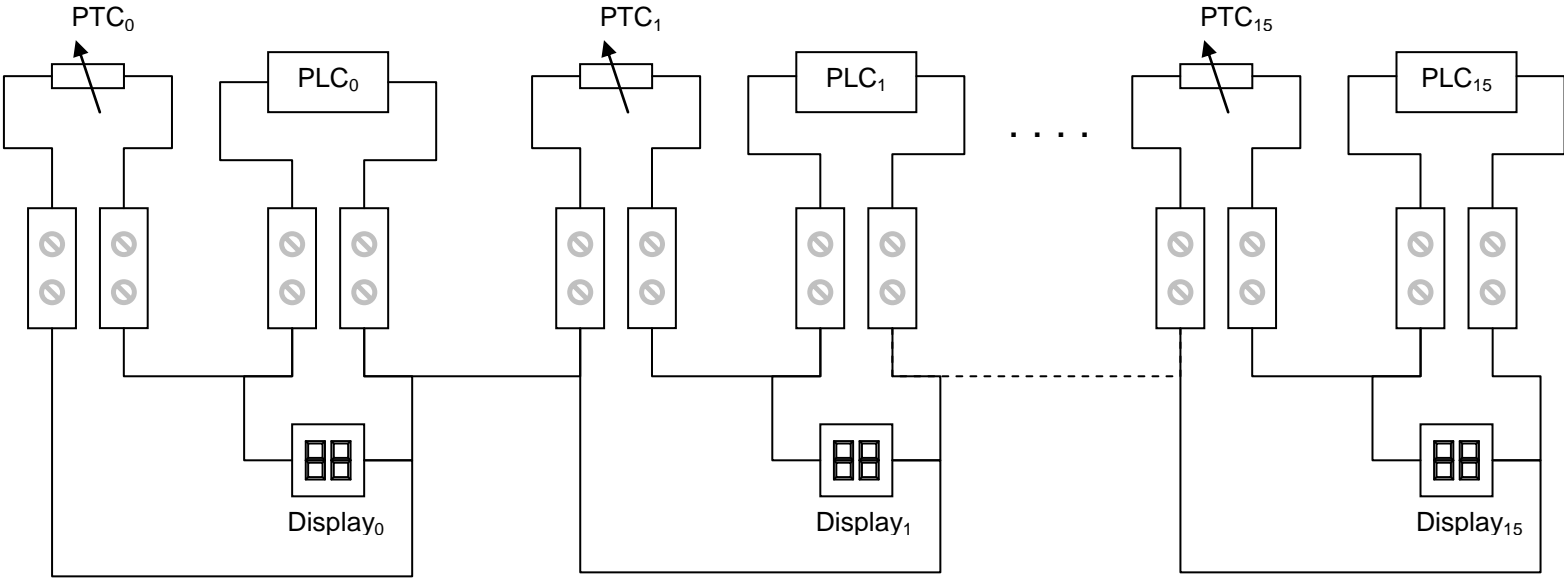 PTC₀ PTC₁ PTC₁₅
PLC₀ PLC₁ PLC₁₅
. . . .
Display₀ Display₁ Display₁₅